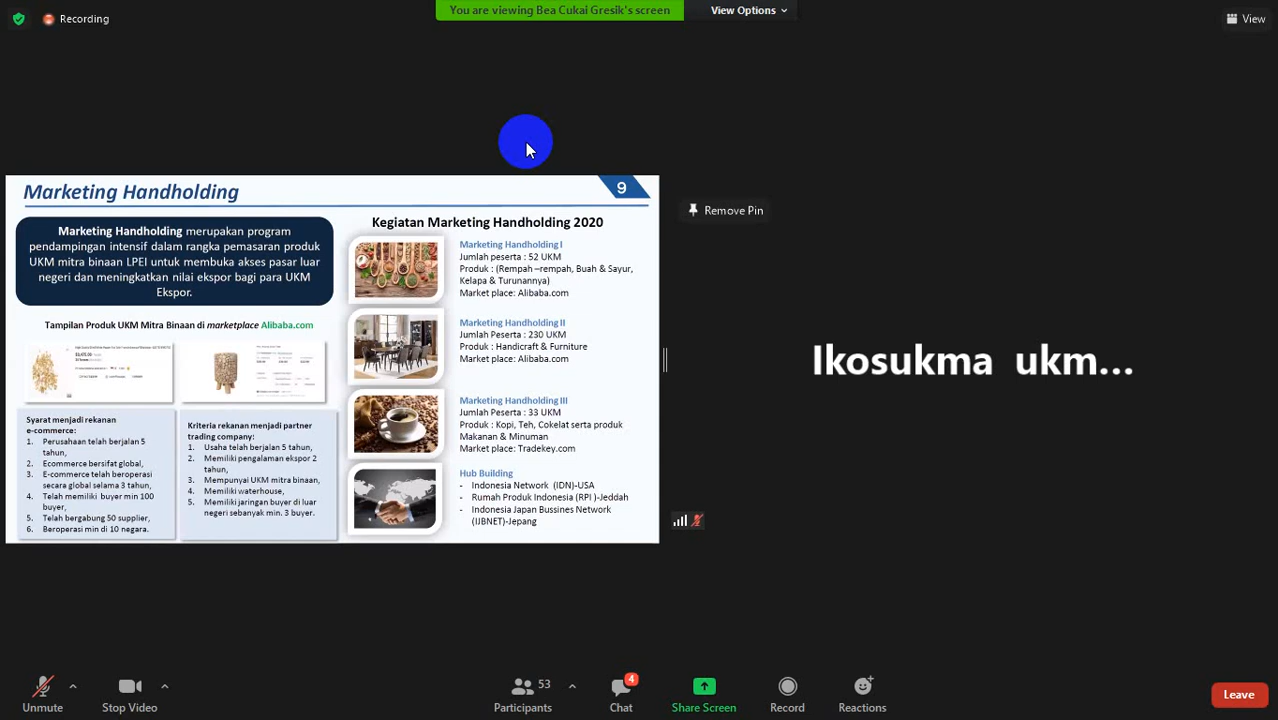 Recording
You are viewing Bea Cukai Gresik's screen
View Options
View
Marketing Handholding
9
Marketing Handholding merupakan program
pendampingan intensif dalam rangka pemasaran produk
UKM mitra binaan LPEI untuk membuka akses pasar luar
negeri dan meningkatkan nilai ekspor bagi para UKM
Ekspor.
Tampilan Produk UKM Mitra Binaan di marketplace Alibaba.com
Syarat menjadi rekanan
e-commerce:
1. Perusahaan telah berjalan 5
tahun,
2. Ecommerce bersifat global,
3. E-commerce telah beroperasi
secara global selama 3 tahun,
4. Telah memiliki buyer min 100
buyer,
5. Telah bergabung 50 supplier,
6. Beroperasi min di 10 negara.
Kriteria rekanan menjadi partner
trading company:
1. Usaha telah berjalan 5 tahun,
2. Memiliki pengalaman ekspor 2
tahun,
3. Mempunyai UKM mitra binaan,
4. Memiliki waterhouse,
5. Memiliki jaringan buyer di luar
negeri sebanyak min. 3 buyer.
Kegiatan Marketing Handholding 2020
Marketing Handholding I
Jumlah peserta : 52 UKM
Produk : (Rempah –rempah, Buah & Sayur,
Kelapa & Turunannya)
Market place: Alibaba.com
Marketing Handholding II
Jumlah Peserta : 230 UKM
Produk : Handicraft & Furniture
Market place: Alibaba.com
Marketing Handholding III
Jumlah Peserta : 33 UKM
Produk : Kopi, Teh, Cokelat serta produk
Makanan & Minuman
Market place: Tradekey.com
Hub Building
- Indonesia Network (IDN)-USA
- Rumah Produk Indonesia (RPI )-Jeddah
- Indonesia Japan Bussines Network
(IJBNET)-Jepang
Remove Pin
Ikosukma ukm...
Unmute
Stop Video
53
Participants
4
Chat
Share Screen
Record
Reactions
Leave